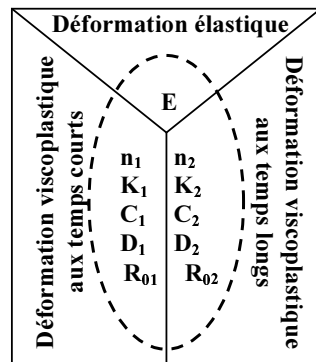 Déformation élastique
Déformation viscoplastique
aux temps courts
E
n1 n2
K1 K2
C1 C2
D1 D2
R01 R02
Déformation viscoplastique
aux temps longs